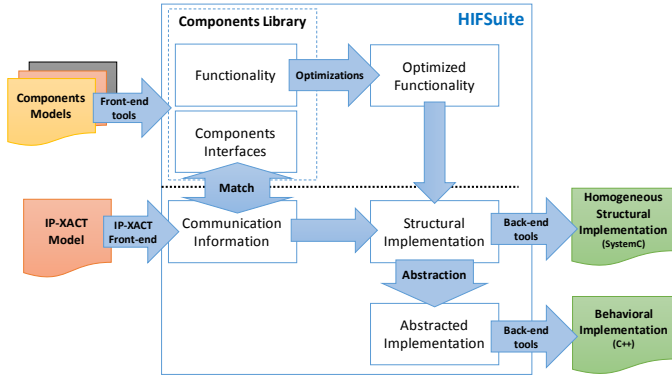 Components Library
HIFSuite
Functionality
Optimizations
Optimized
Functionality
Components
Models
Front-end
tools
Components
Interfaces
Match
IP-XACT
Model
IP-XACT
Front-end
Communication
Information
Structural
Implementation
Back-end
tools
Homogeneous
Structural
Implementation
(SystemC)
Abstraction
Abstracted
Implementation
Back-end
tools
Behavioral
Implementation
(C++)